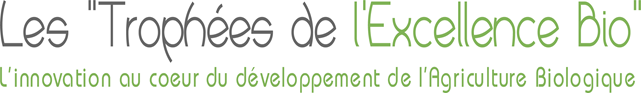 Les "Trophées de l'Excellence Bio"
L'innovation au coeur du développement de l'Agriculture Biologique